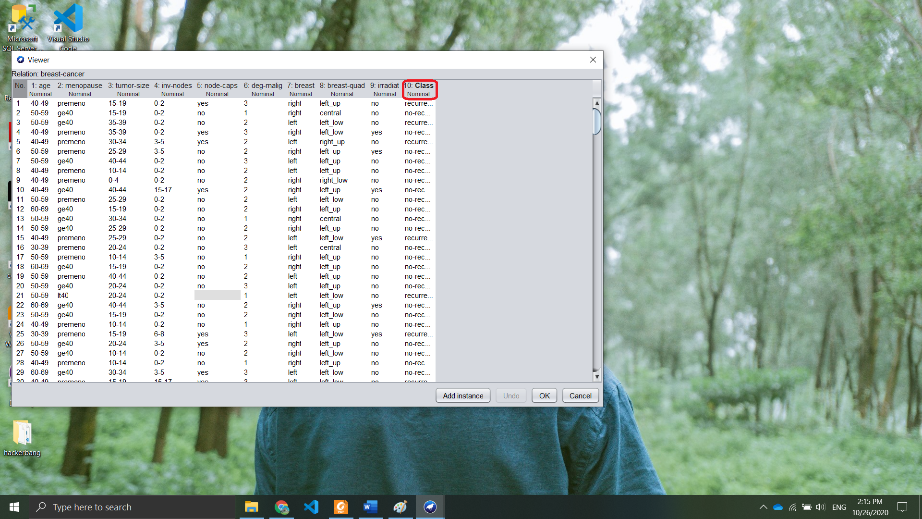 Microsoft
SQL Server
Visual Studio
Code
Viewer
Relation: breast-cancer
No. 1: age 2: menopause 3: tumor-size 4: inv-nodes 5: node-caps 6: deg-malig 7: breast 8: breast-quad 9: irradiat 10: Class
Nominal Nominal Nominal Nominal Nominal Nominal Nominal Nominal Nominal Nominal
1 40-49 premeno 15-19 0-2 yes 3 right left_up no recurre...
2 50-59 ge40 15-19 0-2 no 1 right central no no-rec...
3 50-59 ge40 35-39 0-2 no 2 left left_low no recurre...
4 40-49 premeno 35-39 0-2 yes 3 right left_low yes no-rec...
5 40-49 premeno 30-34 3-5 yes 2 left right_up no recurre...
6 50-59 premeno 25-29 3-5 no 2 right left_up yes no-rec...
7 50-59 ge40 40-44 0-2 no 3 left left_up no no-rec...
8 40-49 premeno 10-14 0-2 no 2 left left_up no no-rec...
9 40-49 premeno 0-4 0-2 no 2 right right_low no no-rec...
10 40-49 ge40 40-44 15-17 yes 2 right left_up yes no-rec...
11 50-59 premeno 25-29 0-2 no 2 left left_low no no-rec...
12 60-69 ge40 15-19 0-2 no 2 right left_up no no-rec...
13 50-59 ge40 30-34 0-2 no 1 right central no no-rec...
14 50-59 ge40 25-29 0-2 no 2 right left_up no no-rec...
15 40-49 premeno 25-29 0-2 no 2 left left_low yes recurre...
16 30-39 premeno 20-24 0-2 no 3 left central no no-rec...
17 50-59 premeno 10-14 3-5 no 1 right left_up no no-rec...
18 60-69 ge40 15-19 0-2 no 2 right left_up no no-rec...
19 50-59 premeno 40-44 0-2 no 2 left left_up no no-rec...
20 50-59 ge40 20-24 0-2 no 3 left left_up no no-rec...
21 50-59 lt40 20-24 0-2 1 left left_low no recurre...
22 60-69 ge40 40-44 3-5 no 2 right left_up yes no-rec...
23 50-59 ge40 15-19 0-2 no 2 right left_low no no-rec...
24 40-49 premeno 10-14 0-2 no 1 right left_up no no-rec...
25 30-39 premeno 15-19 6-8 yes 3 left left_low yes recurre...
26 50-59 ge40 20-24 3-5 yes 2 right left_up no no-rec...
27 50-59 ge40 10-14 0-2 no 2 right left_low no no-rec...
28 40-49 premeno 10-14 0-2 no 1 right left_up no no-rec...
29 60-69 ge40 30-34 3-5 yes 3 left left_low no no-rec...
Add instance Undo OK Cancel
hackerbang
Type here to search
ENG
2:15 PM
10/26/2020